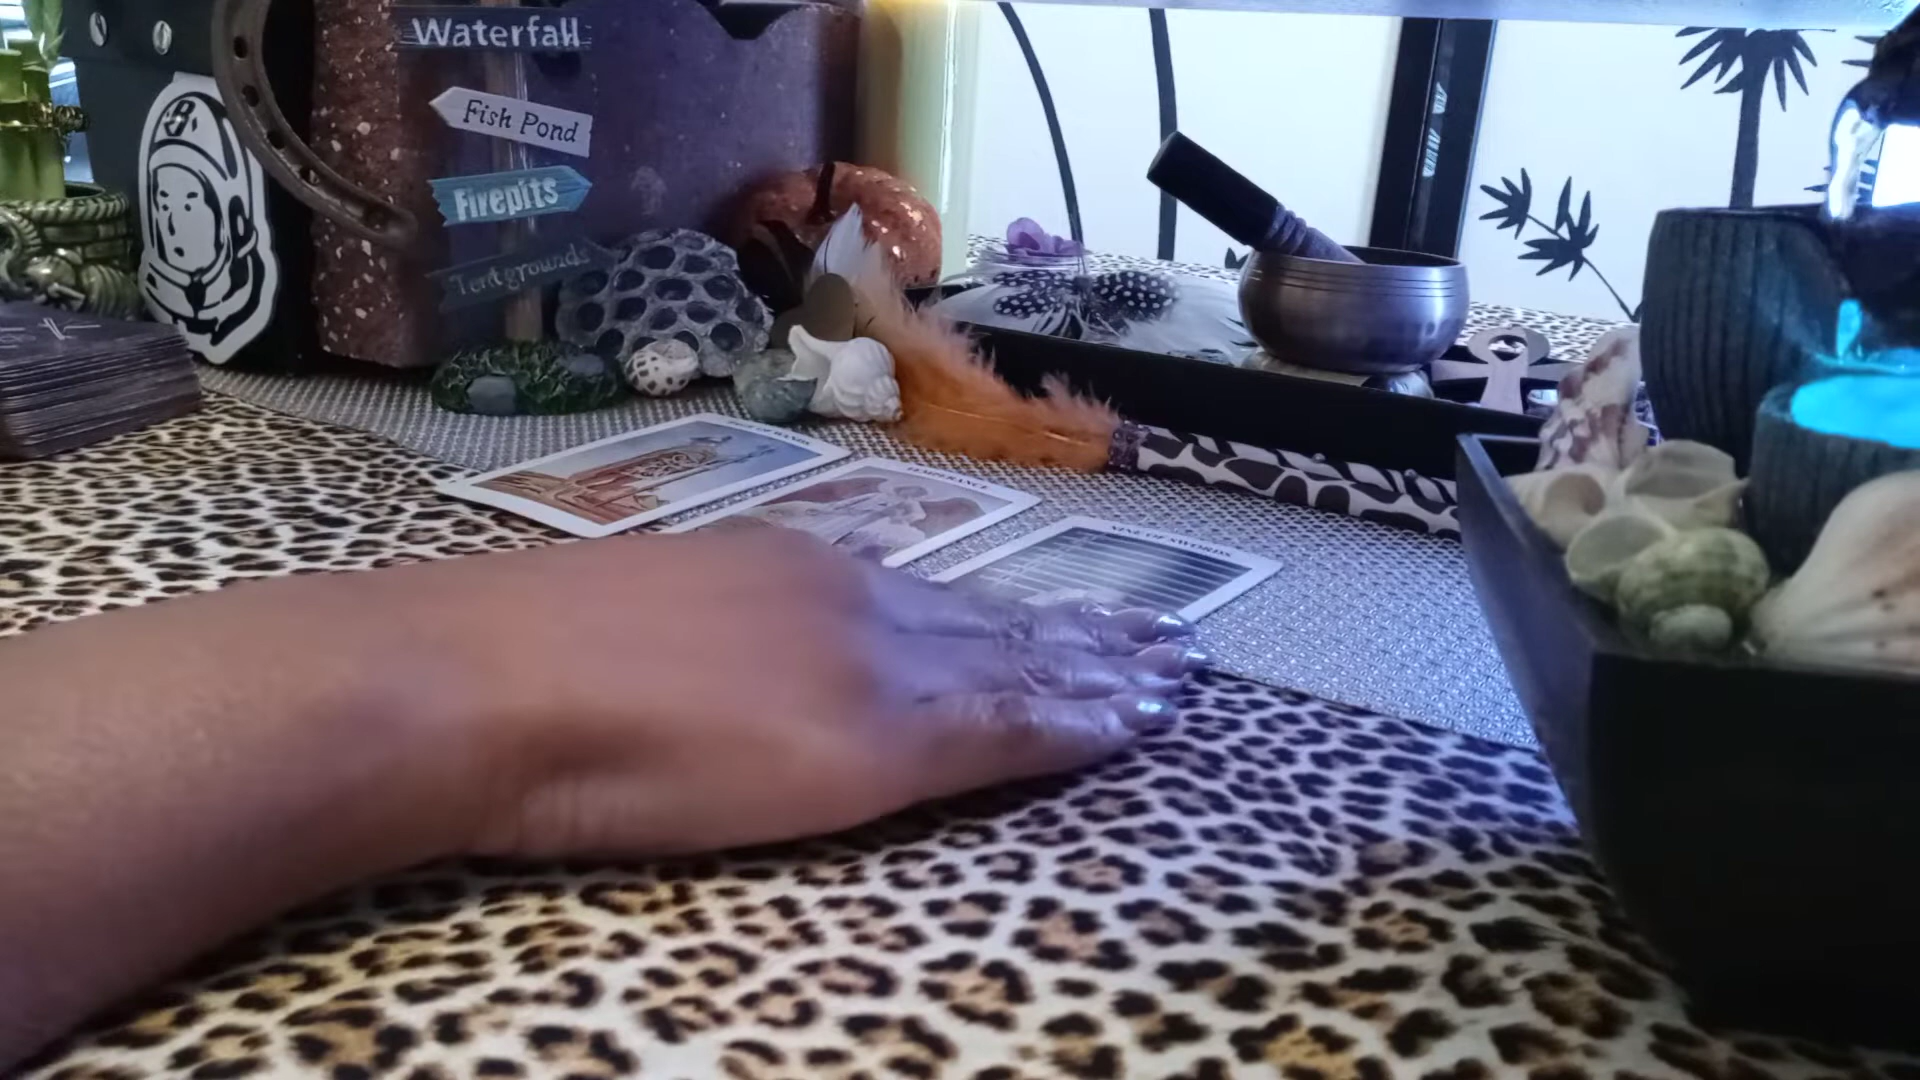 Waterfall
Fish Pond
Firepits
Tentgrounds
TEMPERANCE
NINE OF SWORDS